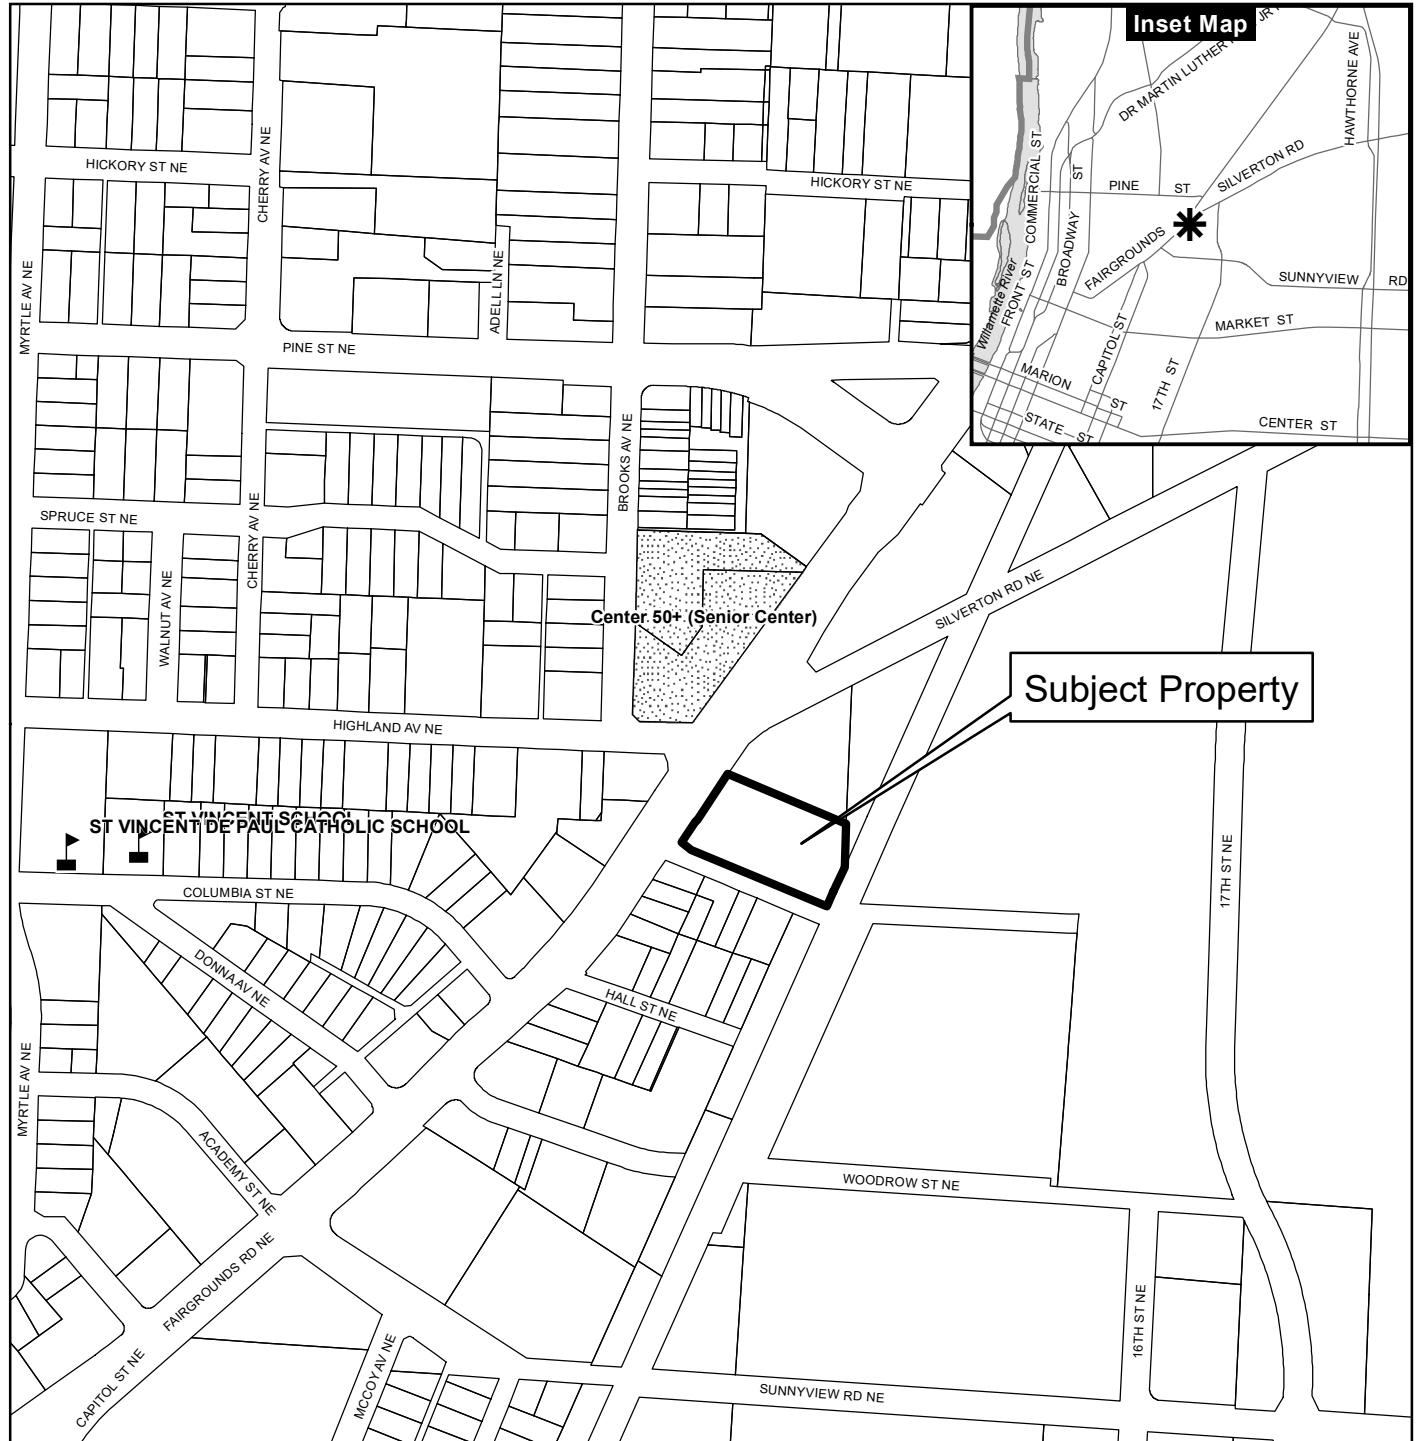 Inset Map
DR MARTIN LUTHER
JR
HAWTHORNE AVE
COMMERCIAL ST
ST
BROADWAY
PINE
ST
SILVERTON RD
FAIRGROUNDS
FRONT ST
Willamette River
SUNNYVIEW
RD
MARKET ST
CAPITOL ST
17TH ST
MARION
ST
STATE ST
CENTER ST
HICKORY ST NE
CHERRY AV NE
HICKORY ST NE
MYRTLE AV NE
ADELL LN NE
PINE ST NE
BROOKS AV NE
SPRUCE ST NE
CHERRY AV NE
WALNUT AV NE
SILVERTON RD NE
Center 50+ (Senior Center)
Subject Property
HIGHLAND AV NE
ST VINCENT SCHOOL
ST VINCENT DE PAUL CATHOLIC SCHOOL
17TH ST NE
COLUMBIA ST NE
DONNA AV NE
HALL ST NE
MYRTLE AV NE
ACADEMY ST NE
WOODROW ST NE
FAIRGROUNDS RD NE
16TH ST NE
CAPITOL ST NE
MCCOY AV NE
SUNNYVIEW RD NE